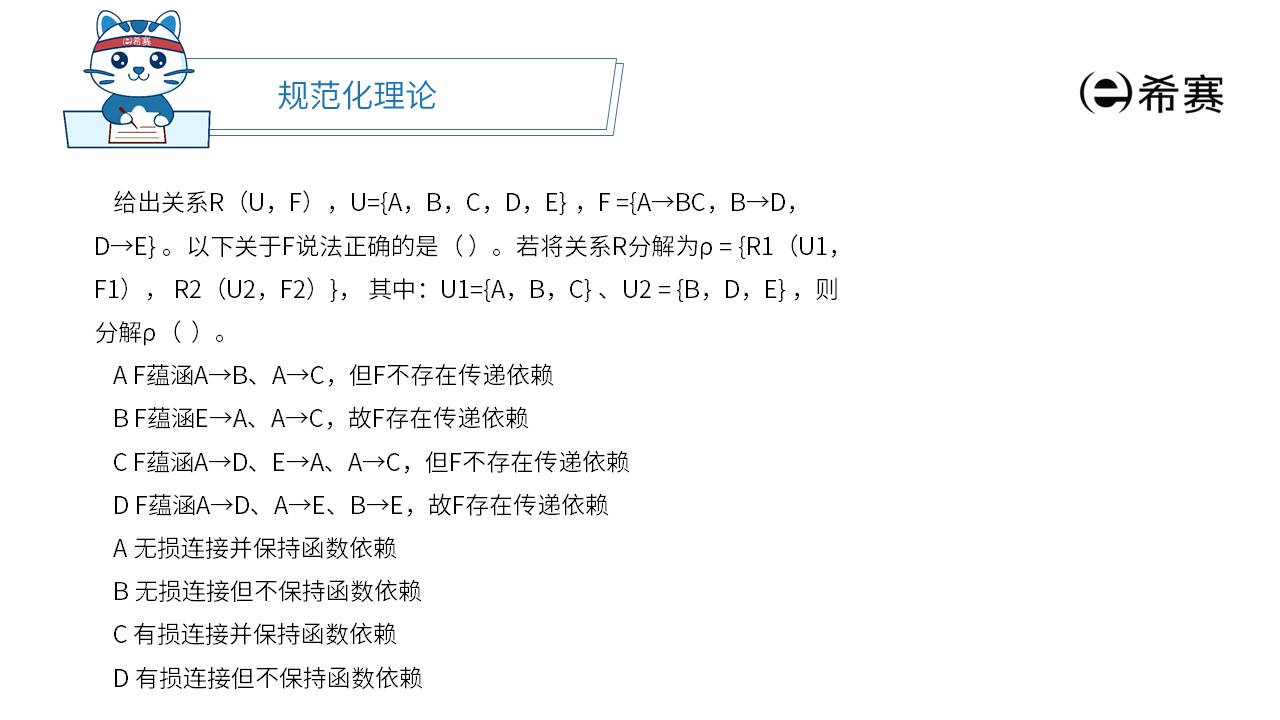 希赛
规范化理论
希赛
给出关系R（U，F），U={A，B，C，D，E} ，F ={A→BC，B→D，
D→E} 。以下关于F说法正确的是（ ）。若将关系R分解为ρ = {R1（U1，
F1）， R2（U2，F2）}， 其中：U1={A，B，C} 、U2 = {B，D，E} ，则
分解ρ （ ）。
A F蕴涵A→B、A→C，但F不存在传递依赖
B F蕴涵E→A、A→C，故F存在传递依赖
C F蕴涵A→D、E→A、A→C，但F不存在传递依赖
D F蕴涵A→D、A→E、B→E，故F存在传递依赖
A 无损连接并保持函数依赖
B 无损连接但不保持函数依赖
C 有损连接并保持函数依赖
D 有损连接但不保持函数依赖